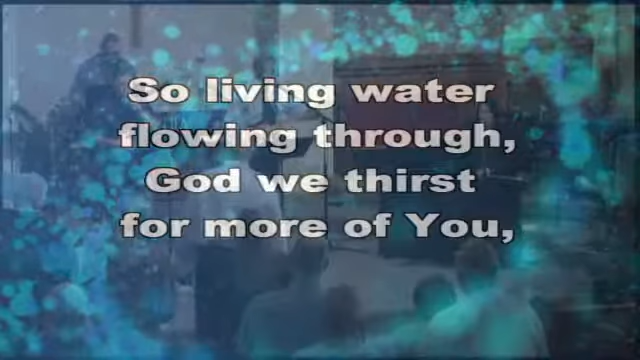 So living water
flowing through,
God we thirst
for more of You,